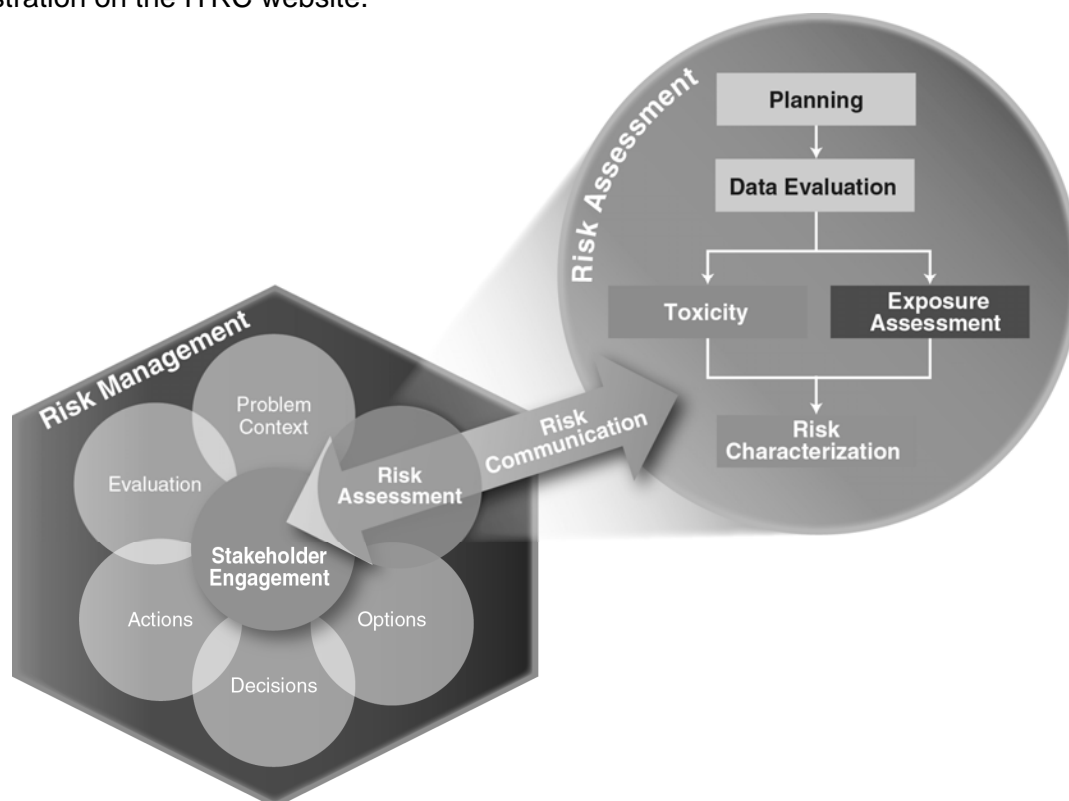 stration on the ITRC website.
Risk Assessment
Planning
Data Evaluation
Toxicity
Exposure
Assessment
Risk
Characterization
Risk
Communication
Risk Management
Problem
Context
Risk
Assessment
Evaluation
Stakeholder
Engagement
Actions
Options
Decisions